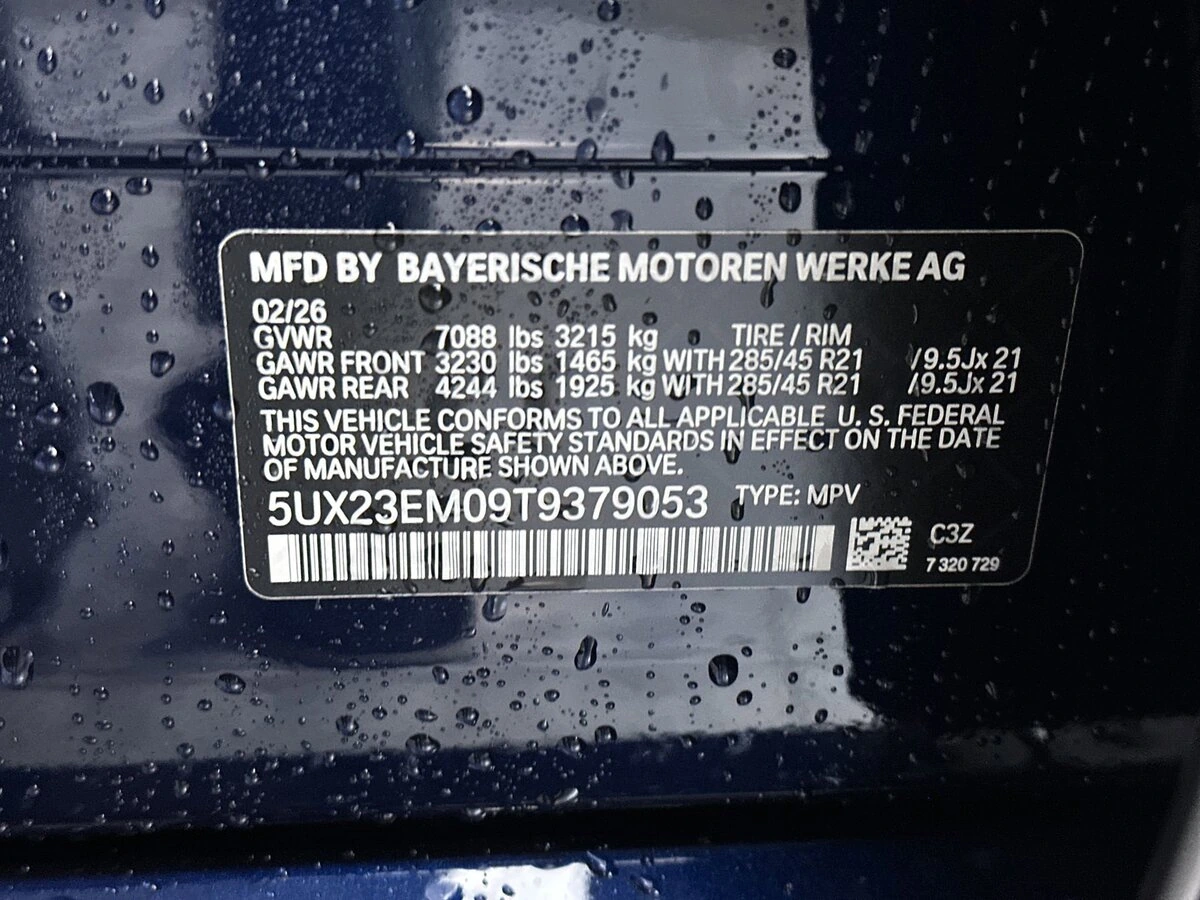 MFD BY BAYERISCHE MOTOREN WERKE AG
02/26
GVWR 7088 lbs 3215 kg TIRE / RIM
GAWR FRONT 3230 lbs 1465 kg WITH 285/45 R21 /9.5Jx 21
GAWR REAR 4244 lbs 1925 kg WITH 285/45 R21 /9.5Jx 21
THIS VEHICLE CONFORMS TO ALL APPLICABLE U. S. FEDERAL
MOTOR VEHICLE SAFETY STANDARDS IN EFFECT ON THE DATE
OF MANUFACTURE SHOWN ABOVE.
5UX23EM09T9379053 TYPE: MPV
C3Z
7 320 729